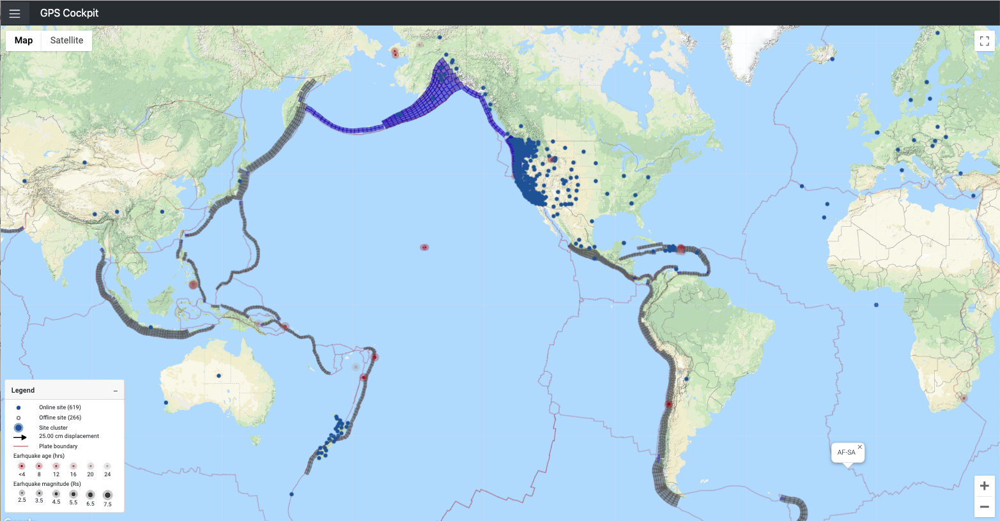 GPS Cockpit
Map Satellite
AF-SA
Legend
Online site (619)
Offline site (266)
Site cluster
25.00 cm displacement
Plate boundary
Earhquake age (hrs)
<4 8 12 16 20 24
Earhquake magnitude (Rs)
2.5 3.5 4.5 5.5 6.5 7.5